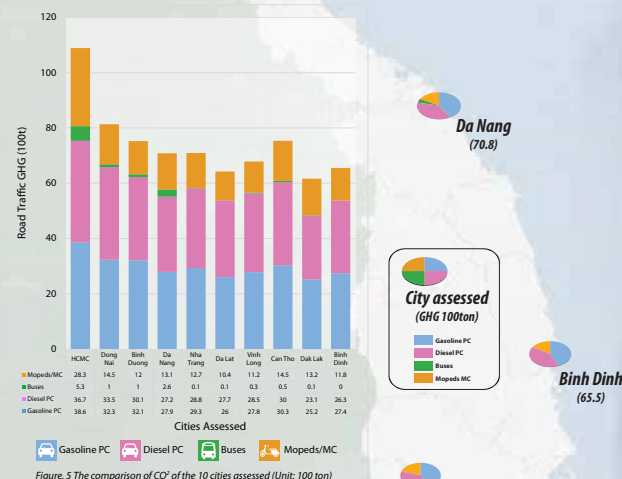 120
100
80
60
40
20
0
Road Traffic GHG (100t)
HCMC Dong Nai Binh Duong Da Nang Nha Trang Da Lat Vinh Long Can Tho Dak Lak Binh Dinh
Mopeds/MC 28.3 14.5 12 13.1 12.7 10.4 11.2 14.5 13.2 11.8
Buses 5.3 1 1 2.6 0.1 0.1 0.3 0.5 0.1 0
Diesel PC 36.7 33.5 30.1 27.2 28.8 27.7 28.5 30 23.1 26.3
Gasoline PC 38.6 32.3 32.1 27.9 29.3 26 27.8 30.3 25.2 27.4
Cities Assessed
Gasoline PC Diesel PC Buses Mopeds/MC
Figure. 5 The comparison of CO² of the 10 cities assessed (Unit: 100 ton)
Da Nang
(70.8)
City assessed
(GHG 100ton)
Gasoline PC
Diesel PC
Buses
Mopeds MC
Binh Dinh
(65.5)